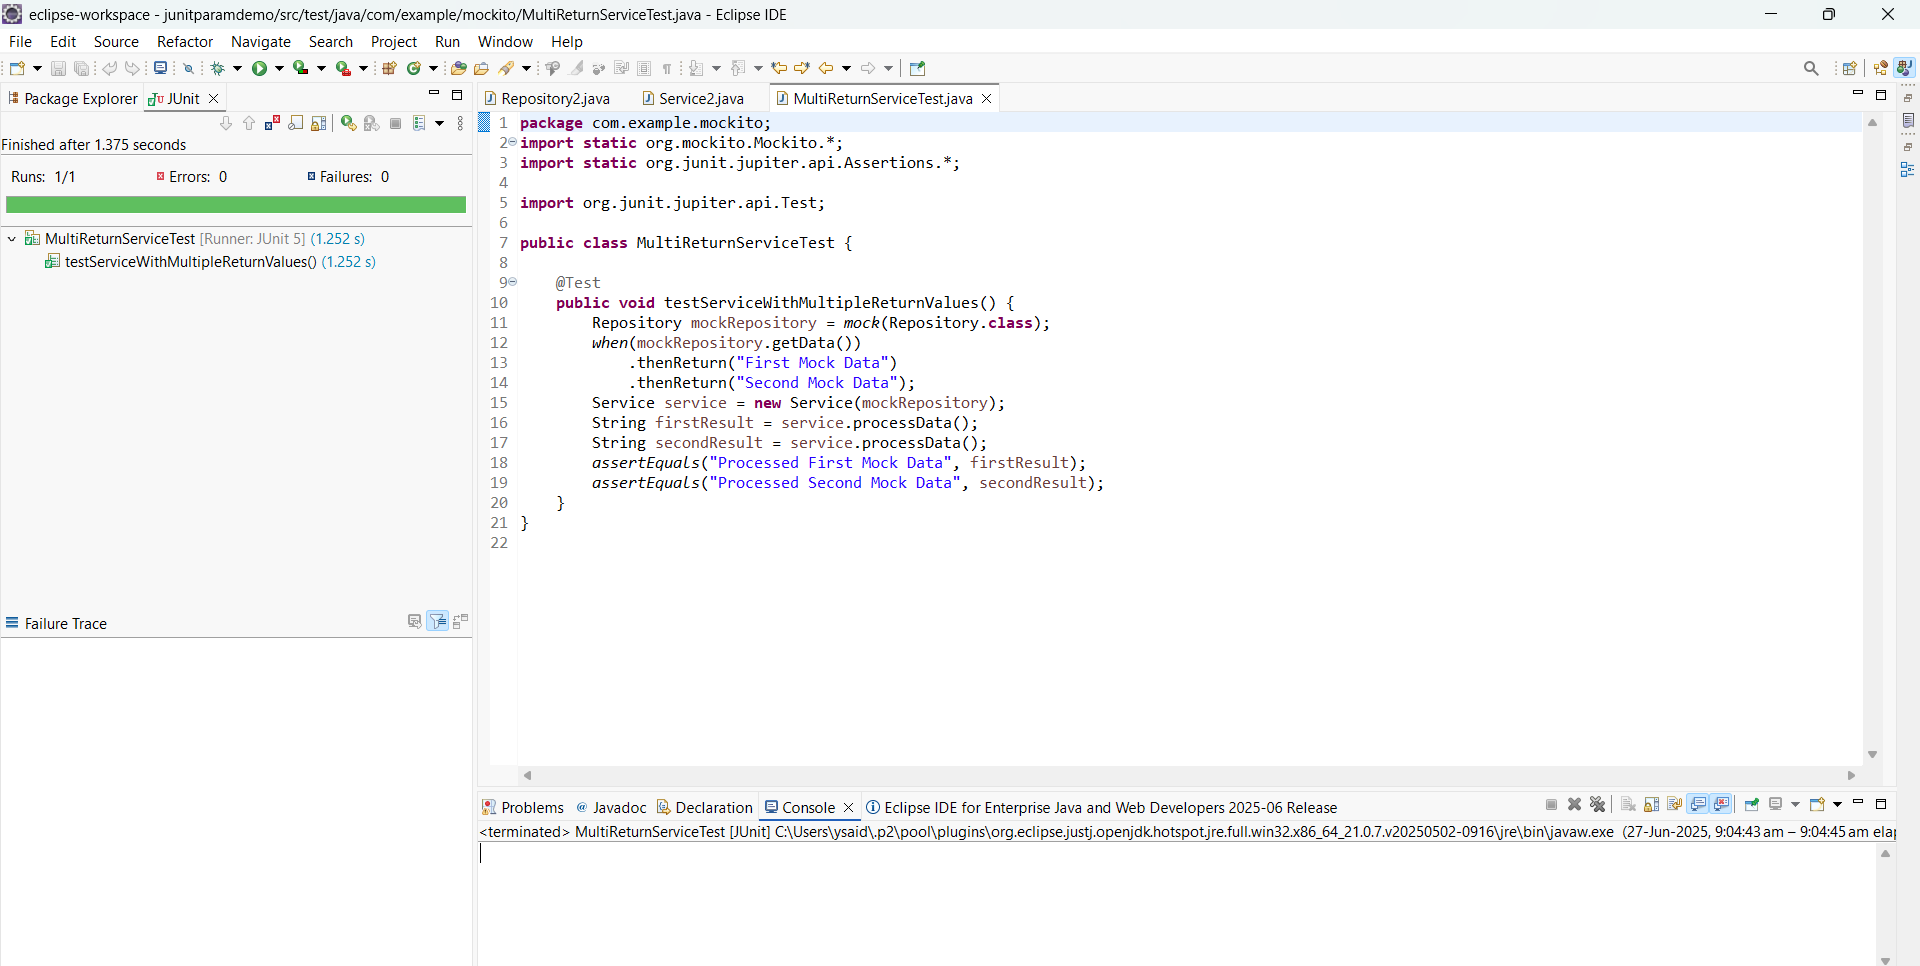 eclipse-workspace - junitparamdemo/src/test/java/com/example/mockito/MultiReturnServiceTest.java - Eclipse IDE
File Edit Source Refactor Navigate Search Project Run Window Help
Package Explorer JUnit
Finished after 1.375 seconds
Runs: 1/1 Errors: 0 Failures: 0
MultiReturnServiceTest [Runner: JUnit 5] (1.252 s)
testServiceWithMultipleReturnValues() (1.252 s)
Failure Trace
Repository2.java Service2.java MultiReturnServiceTest.java
1 package com.example.mockito;
2 import static org.mockito.Mockito.*;
3 import static org.junit.jupiter.api.Assertions.*;
4
5 import org.junit.jupiter.api.Test;
6
7 public class MultiReturnServiceTest {
8
9 @Test
10 public void testServiceWithMultipleReturnValues() {
11 Repository mockRepository = mock(Repository.class);
12 when(mockRepository.getData())
13 .thenReturn("First Mock Data")
14 .thenReturn("Second Mock Data");
15 Service service = new Service(mockRepository);
16 String firstResult = service.processData();
17 String secondResult = service.processData();
18 assertEquals("Processed First Mock Data", firstResult);
19 assertEquals("Processed Second Mock Data", secondResult);
20 }
21 }
22
Problems Javadoc Declaration Console Eclipse IDE for Enterprise Java and Web Developers 2025-06 Release
<terminated> MultiReturnServiceTest [JUnit] C:\Users\ysaid\.p2\pool\plugins\org.eclipse.justj.openjdk.hotspot.jre.full.win32.x86_64_21.0.7.v20250502-0916\jre\bin\javaw.exe (27-Jun-2025, 9:04:43 am – 9:04:45 am elap